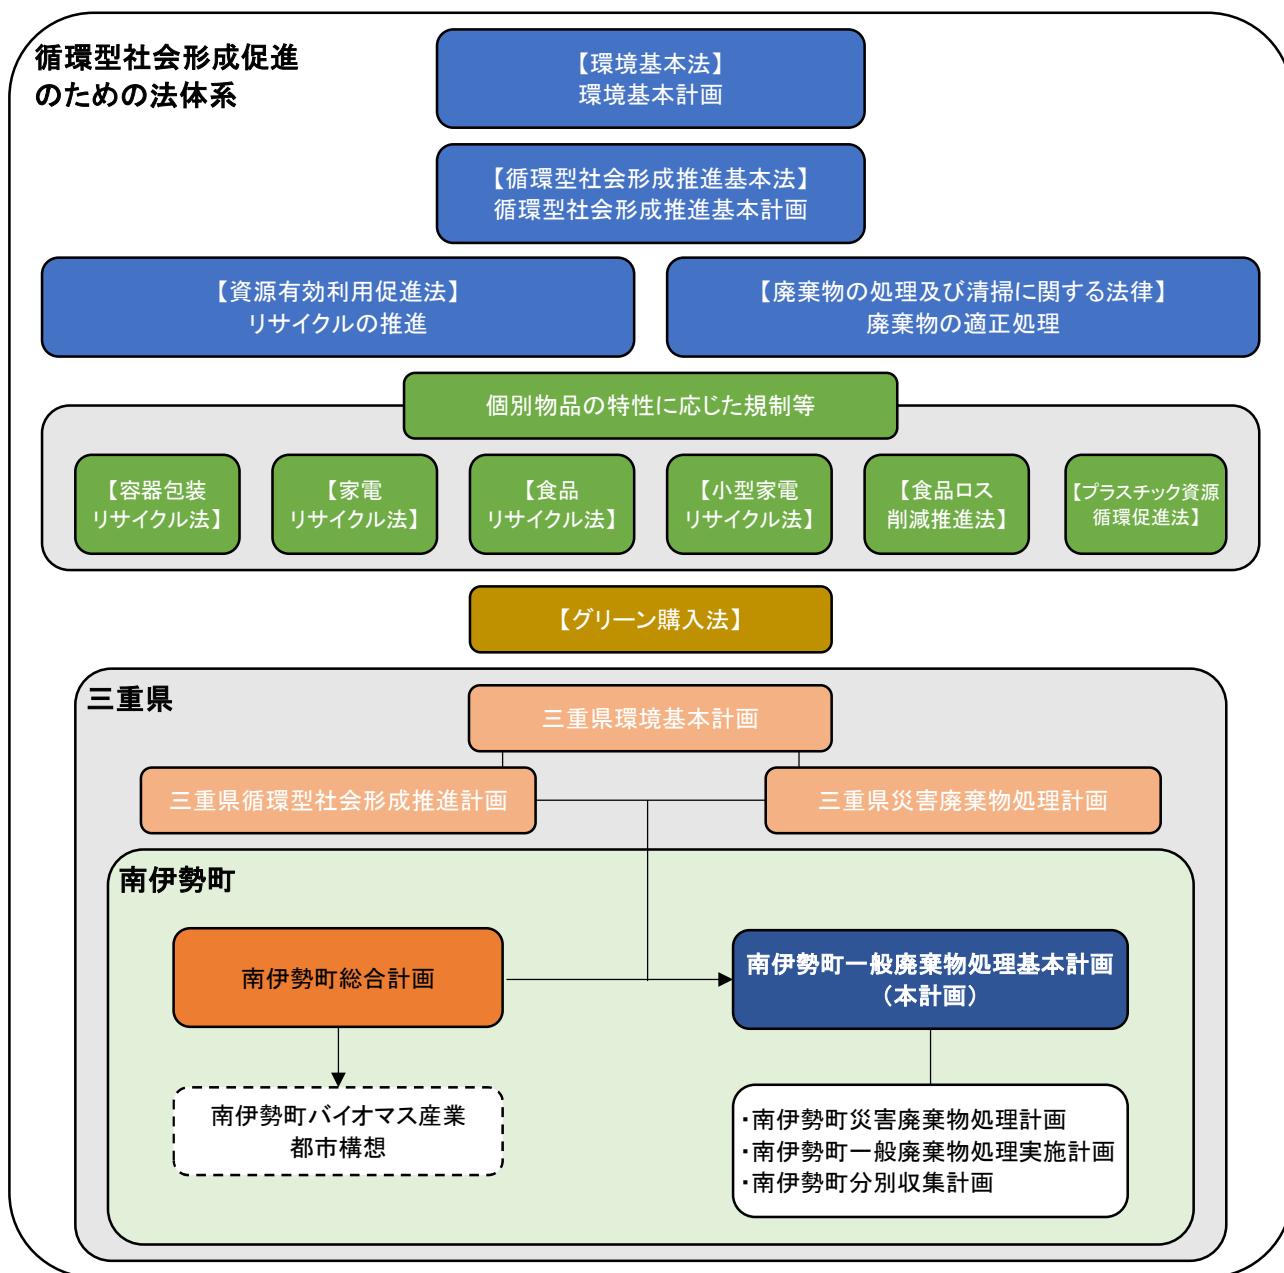 循環型社会形成促進
のための法体系
【環境基本法】
環境基本計画
【循環型社会形成推進基本法】
循環型社会形成推進基本計画
【資源有効利用促進法】
リサイクルの推進
【廃棄物の処理及び清掃に関する法律】
廃棄物の適正処理
個別物品の特性に応じた規制等
【容器包装
リサイクル法】
【家電
リサイクル法】
【食品
リサイクル法】
【小型家電
リサイクル法】
【食品ロス
削減推進法】
【プラスチック資源
循環促進法】
【グリーン購入法】
三重県
三重県環境基本計画
三重県循環型社会形成推進計画
三重県災害廃棄物処理計画
南伊勢町
南伊勢町総合計画
南伊勢町一般廃棄物処理基本計画
（本計画）
南伊勢町バイオマス産業
都市構想
・南伊勢町災害廃棄物処理計画
・南伊勢町一般廃棄物処理実施計画
・南伊勢町分別収集計画